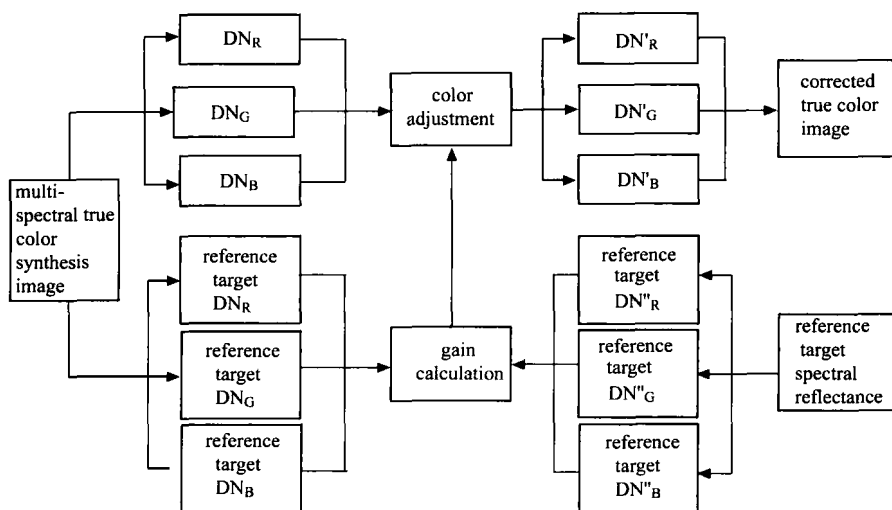 DN_R
DN_G
DN_B
color
adjustment
DN'_R
DN'_G
DN'_B
corrected
true color
image
multi-
spectral true
color
synthesis
image
reference
target
DN_R
reference
target
DN_G
reference
target
DN_B
gain
calculation
reference
target
DN"_R
reference
target
DN"_G
reference
target
DN"_B
reference
target
spectral
reflectance